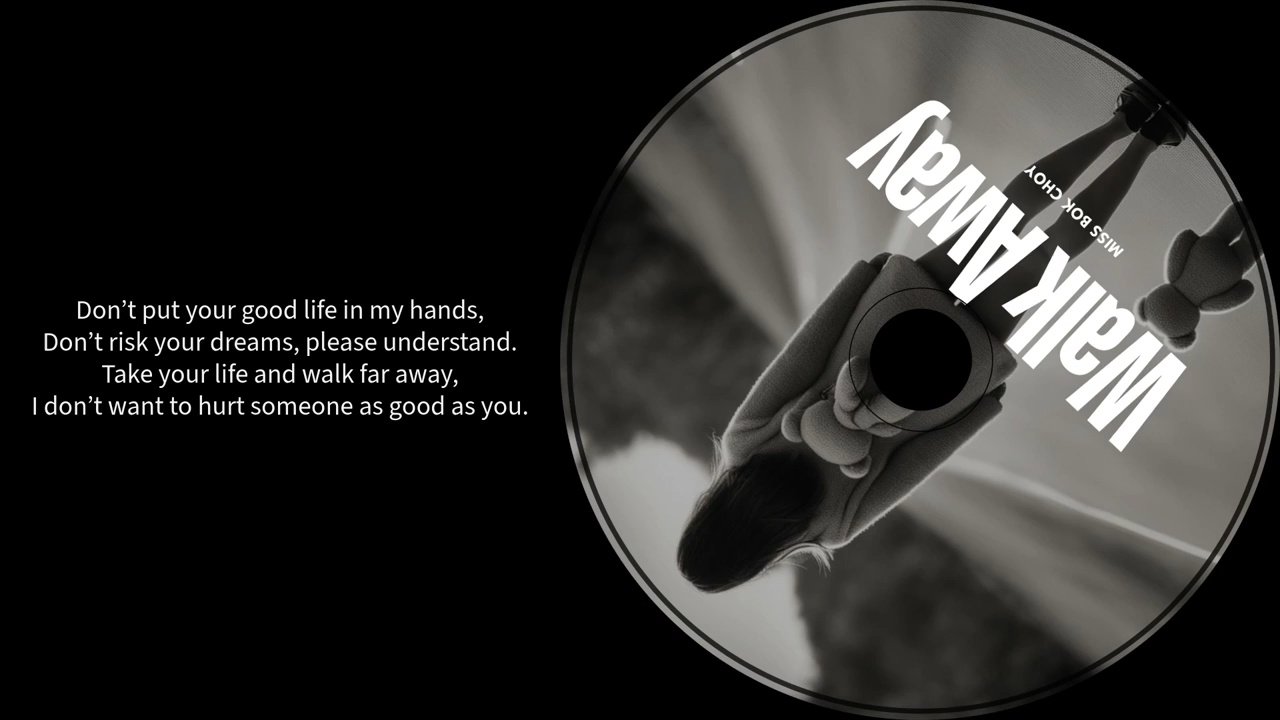 Don’t put your good life in my hands,
Don’t risk your dreams, please understand.
Take your life and walk far away,
I don’t want to hurt someone as good as you.
Walk Away
MISS BOK CHOY